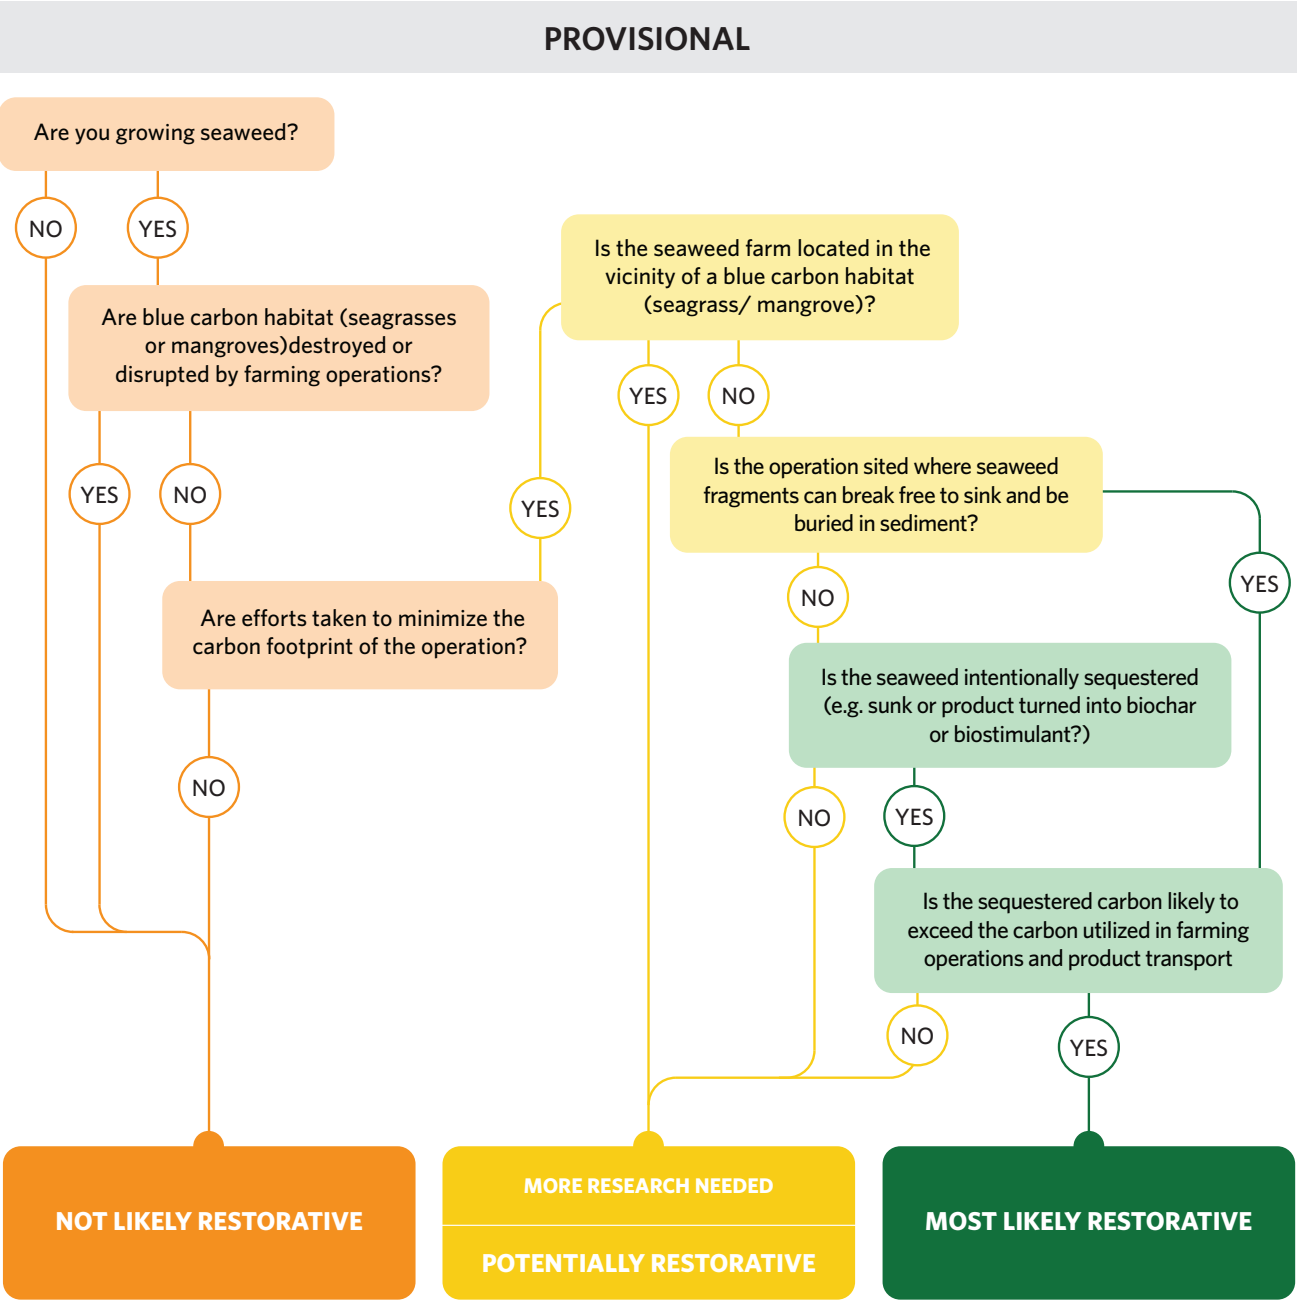 PROVISIONAL
Are you growing seaweed?
NO
YES
Are blue carbon habitat (seagrasses
or mangroves)destroyed or
disrupted by farming operations?
YES
NO
Are efforts taken to minimize the
carbon footprint of the operation?
NO
YES
Is the seaweed farm located in the
vicinity of a blue carbon habitat
(seagrass/ mangrove)?
YES
NO
Is the operation sited where seaweed
fragments can break free to sink and be
buried in sediment?
NO
YES
Is the seaweed intentionally sequestered
(e.g. sunk or product turned into biochar
or biostimulant?)
NO
YES
Is the sequestered carbon likely to
exceed the carbon utilized in farming
operations and product transport
NO
YES
NOT LIKELY RESTORATIVE
MORE RESEARCH NEEDED
POTENTIALLY RESTORATIVE
MOST LIKELY RESTORATIVE